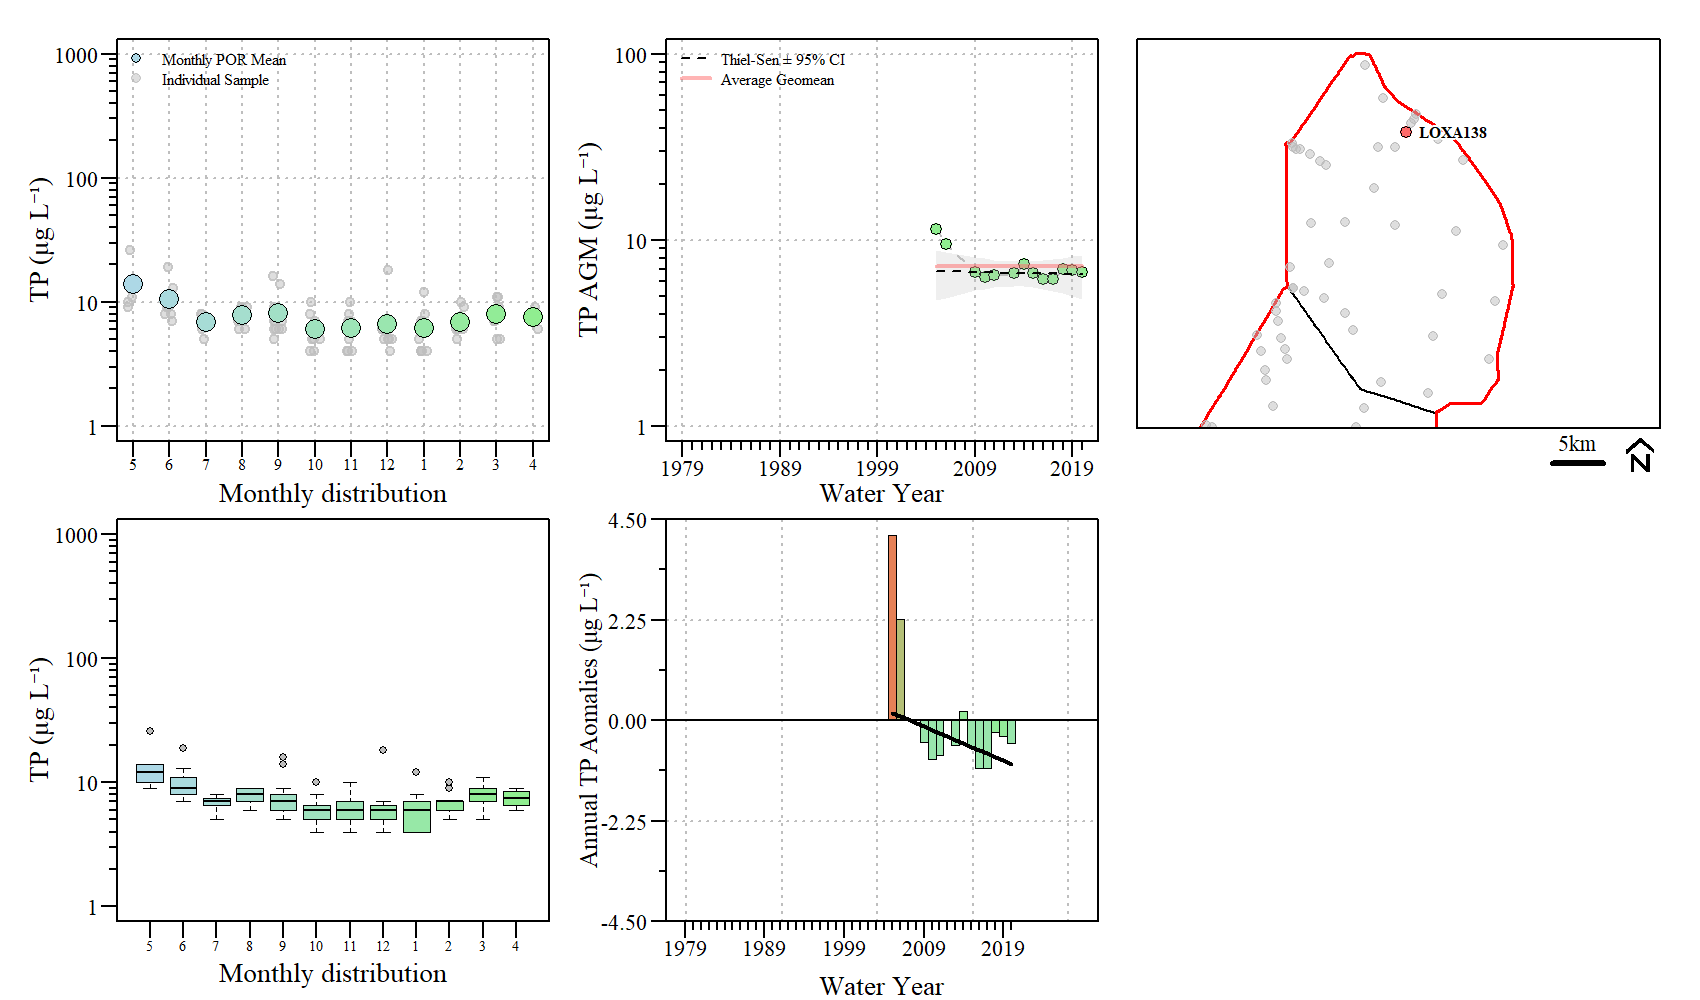 1000
100
10
1
TP (µg L⁻¹)
Monthly POR Mean
Individual Sample
5 6 7 8 9 10 11 12 1 2 3 4
Monthly distribution
100
10
1
TP AGM (µg L⁻¹)
Thiel-Sen ± 95% CI
Average Geomean
1979 1989 1999 2009 2019
Water Year
LOXA138
5km
N
1000
100
10
1
TP (µg L⁻¹)
5 6 7 8 9 10 11 12 1 2 3 4
Monthly distribution
4.50
2.25
0.00
-2.25
-4.50
Annual TP Aomalies (µg L⁻¹)
1979 1989 1999 2009 2019
Water Year